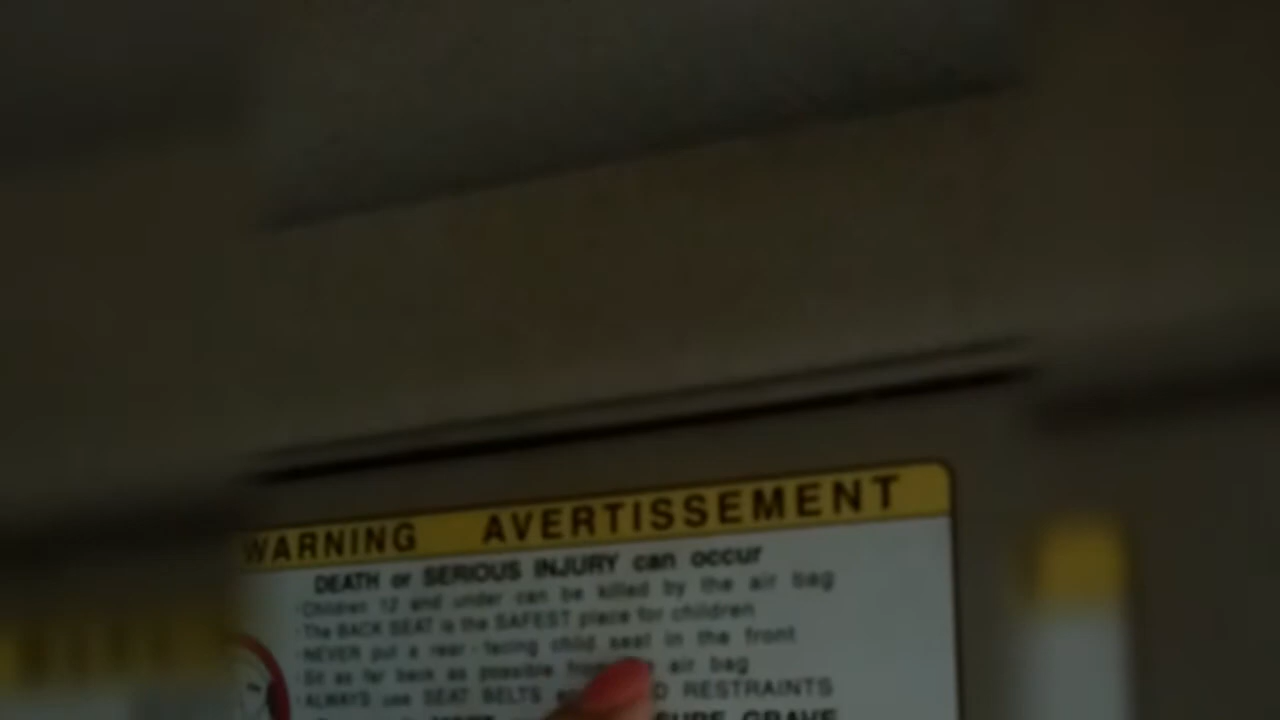 WARNING AVERTISSEMENT
DEATH or SERIOUS INJURY can occur
·Children 12 and under can be killed by the air bag
·The BACK SEAT is the SAFEST place for children
·NEVER put a rear-facing child seat in the front
·Sit as far back as possible from air bag
·ALWAYS use SEAT BELTS RESTRAINTS
GRAVE